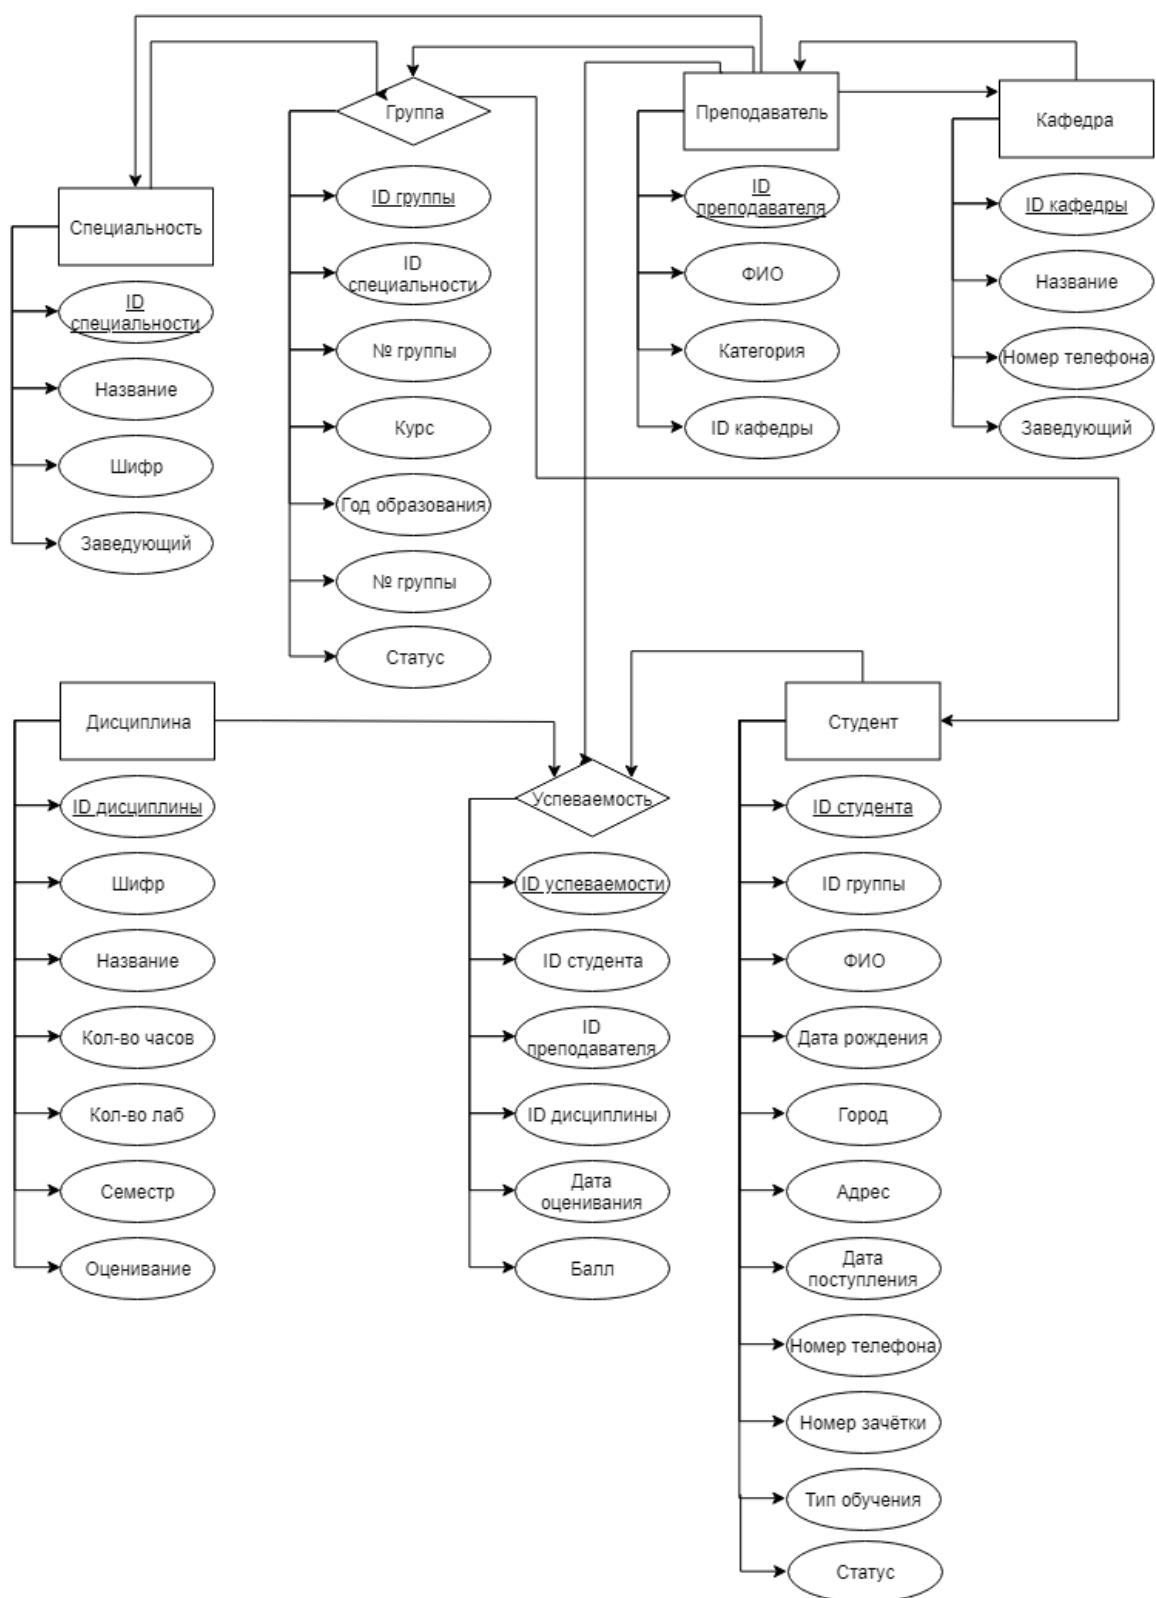 Группа
ID группы
ID
специальности
№ группы
Курс
Год образования
№ группы
Статус
Преподаватель
ID
преподавателя
ФИО
Категория
ID кафедры
Кафедра
ID кафедры
Название
Номер телефона
Заведующий
Специальность
ID
специальности
Название
Шифр
Заведующий
Дисциплина
ID дисциплины
Шифр
Название
Кол-во часов
Кол-во лаб
Семестр
Оценивание
Успеваемость
ID успеваемости
ID студента
ID
преподавателя
ID дисциплины
Дата
оценивания
Балл
Студент
ID студента
ID группы
ФИО
Дата рождения
Город
Адрес
Дата
поступления
Номер телефона
Номер зачётки
Тип обучения
Статус